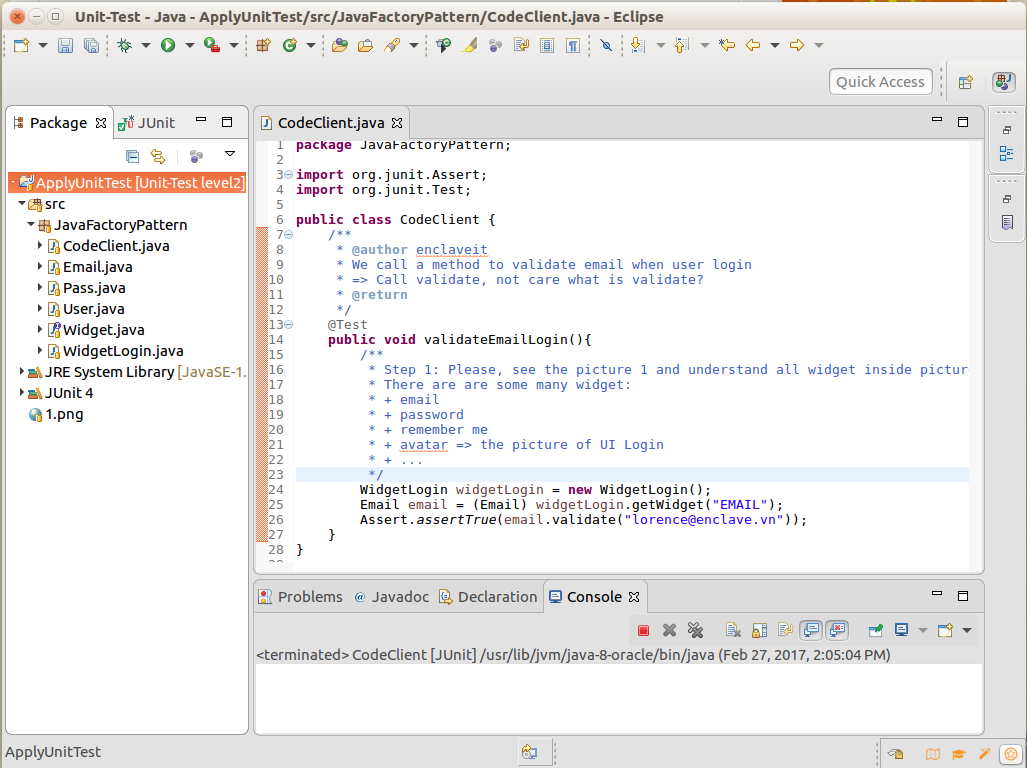 Unit-Test - Java - ApplyUnitTest/src/JavaFactoryPattern/CodeClient.java - Eclipse
Quick Access
Package
JUnit
ApplyUnitTest [Unit-Test level2]
src
JavaFactoryPattern
CodeClient.java
Email.java
Pass.java
User.java
Widget.java
WidgetLogin.java
JRE System Library [JavaSE-1.
JUnit 4
1.png
CodeClient.java
1 package JavaFactoryPattern;
2
3 import org.junit.Assert;
4 import org.junit.Test;
5
6 public class CodeClient {
7 /**
8 * @author enclaveit
9 * We call a method to validate email when user login
10 * => Call validate, not care what is validate?
11 * @return
12 */
13 @Test
14 public void validateEmailLogin(){
15 /**
16 * Step 1: Please, see the picture 1 and understand all widget inside pictur
17 * There are are some many widget:
18 * + email
19 * + password
20 * + remember me
21 * + avatar => the picture of UI Login
22 * + ...
23 */
24 WidgetLogin widgetLogin = new WidgetLogin();
25 Email email = (Email) widgetLogin.getWidget("EMAIL");
26 Assert.assertTrue(email.validate("lorence@enclave.vn"));
27 }
28 }
Problems @ Javadoc Declaration Console
<terminated> CodeClient [JUnit] /usr/lib/jvm/java-8-oracle/bin/java (Feb 27, 2017, 2:05:04 PM)
ApplyUnitTest